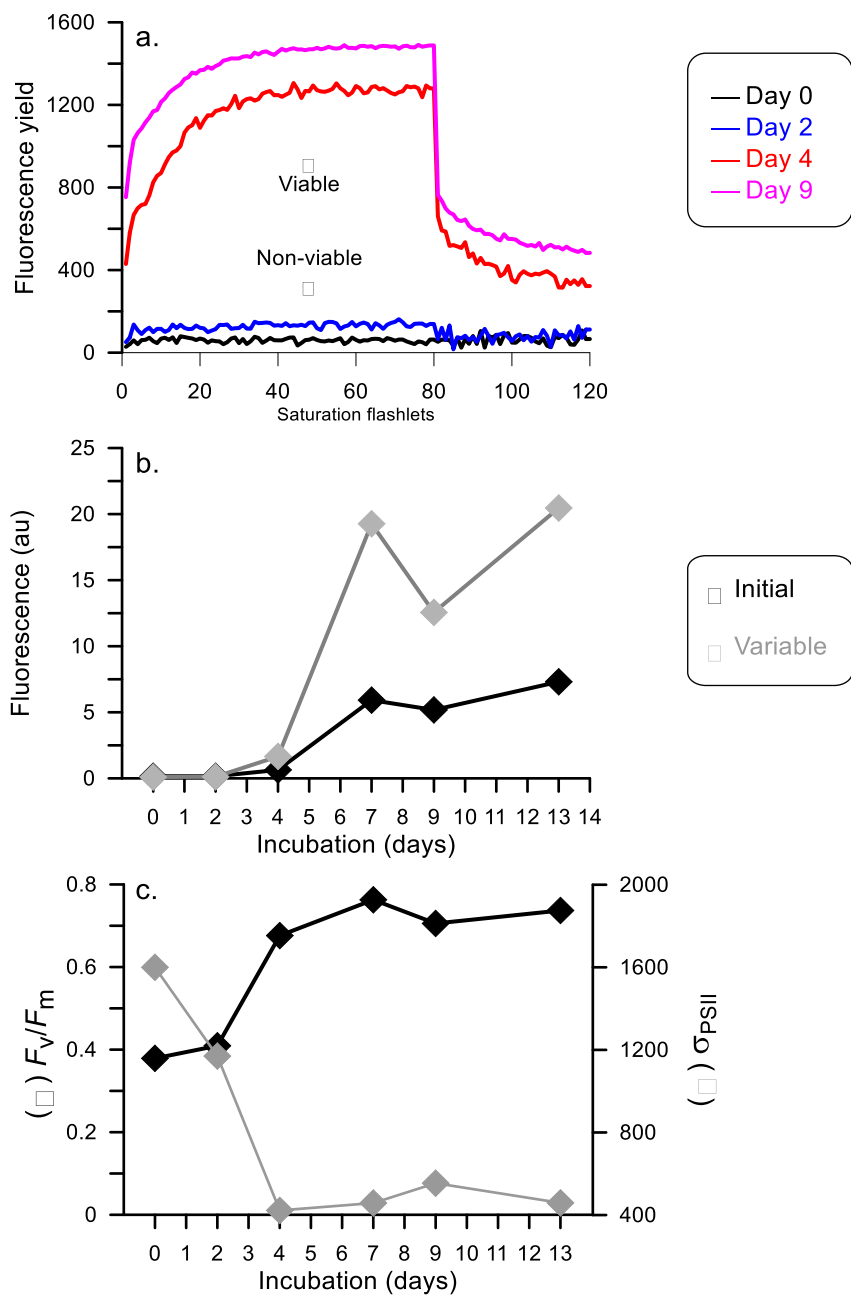 a.
Fluorescence yield
1600
1200
800
400
0
Viable
Non-viable
0 20 40 60 80 100 120
Saturation flashlets
Day 0
Day 2
Day 4
Day 9
b.
Fluorescence (au)
25
20
15
10
5
0
0 1 2 3 4 5 6 7 8 9 10 11 12 13 14
Incubation (days)
Initial
Variable
c.
(□) Fv/Fm
0.8
0.6
0.4
0.2
0
2000
1600
1200
800
400
(□) σPSII
0 1 2 3 4 5 6 7 8 9 10 11 12 13
Incubation (days)